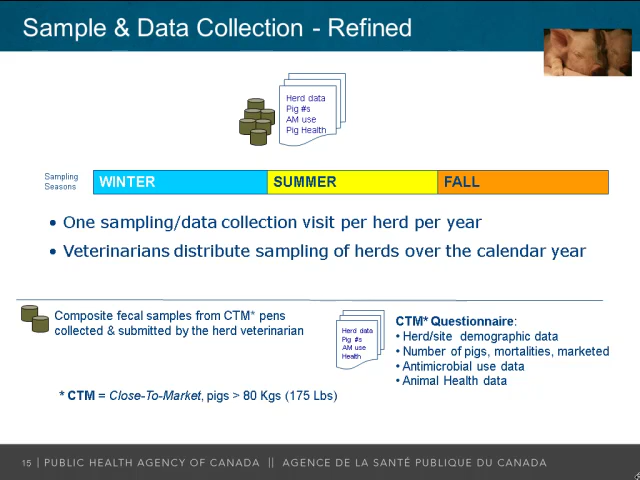 Sample & Data Collection - Refined
Herd data
Pig #s
AM use
Pig Health
Sampling
Seasons
WINTER
SUMMER
FALL
• One sampling/data collection visit per herd per year
• Veterinarians distribute sampling of herds over the calendar year
Composite fecal samples from CTM* pens
collected & submitted by the herd veterinarian
Herd data
Pig #s
AM use
Health
CTM* Questionnaire:
• Herd/site demographic data
• Number of pigs, mortalities, marketed
• Antimicrobial use data
• Animal Health data
* CTM = Close-To-Market, pigs > 80 Kgs (175 Lbs)
15 | PUBLIC HEALTH AGENCY OF CANADA || AGENCE DE LA SANTÉ PUBLIQUE DU CANADA